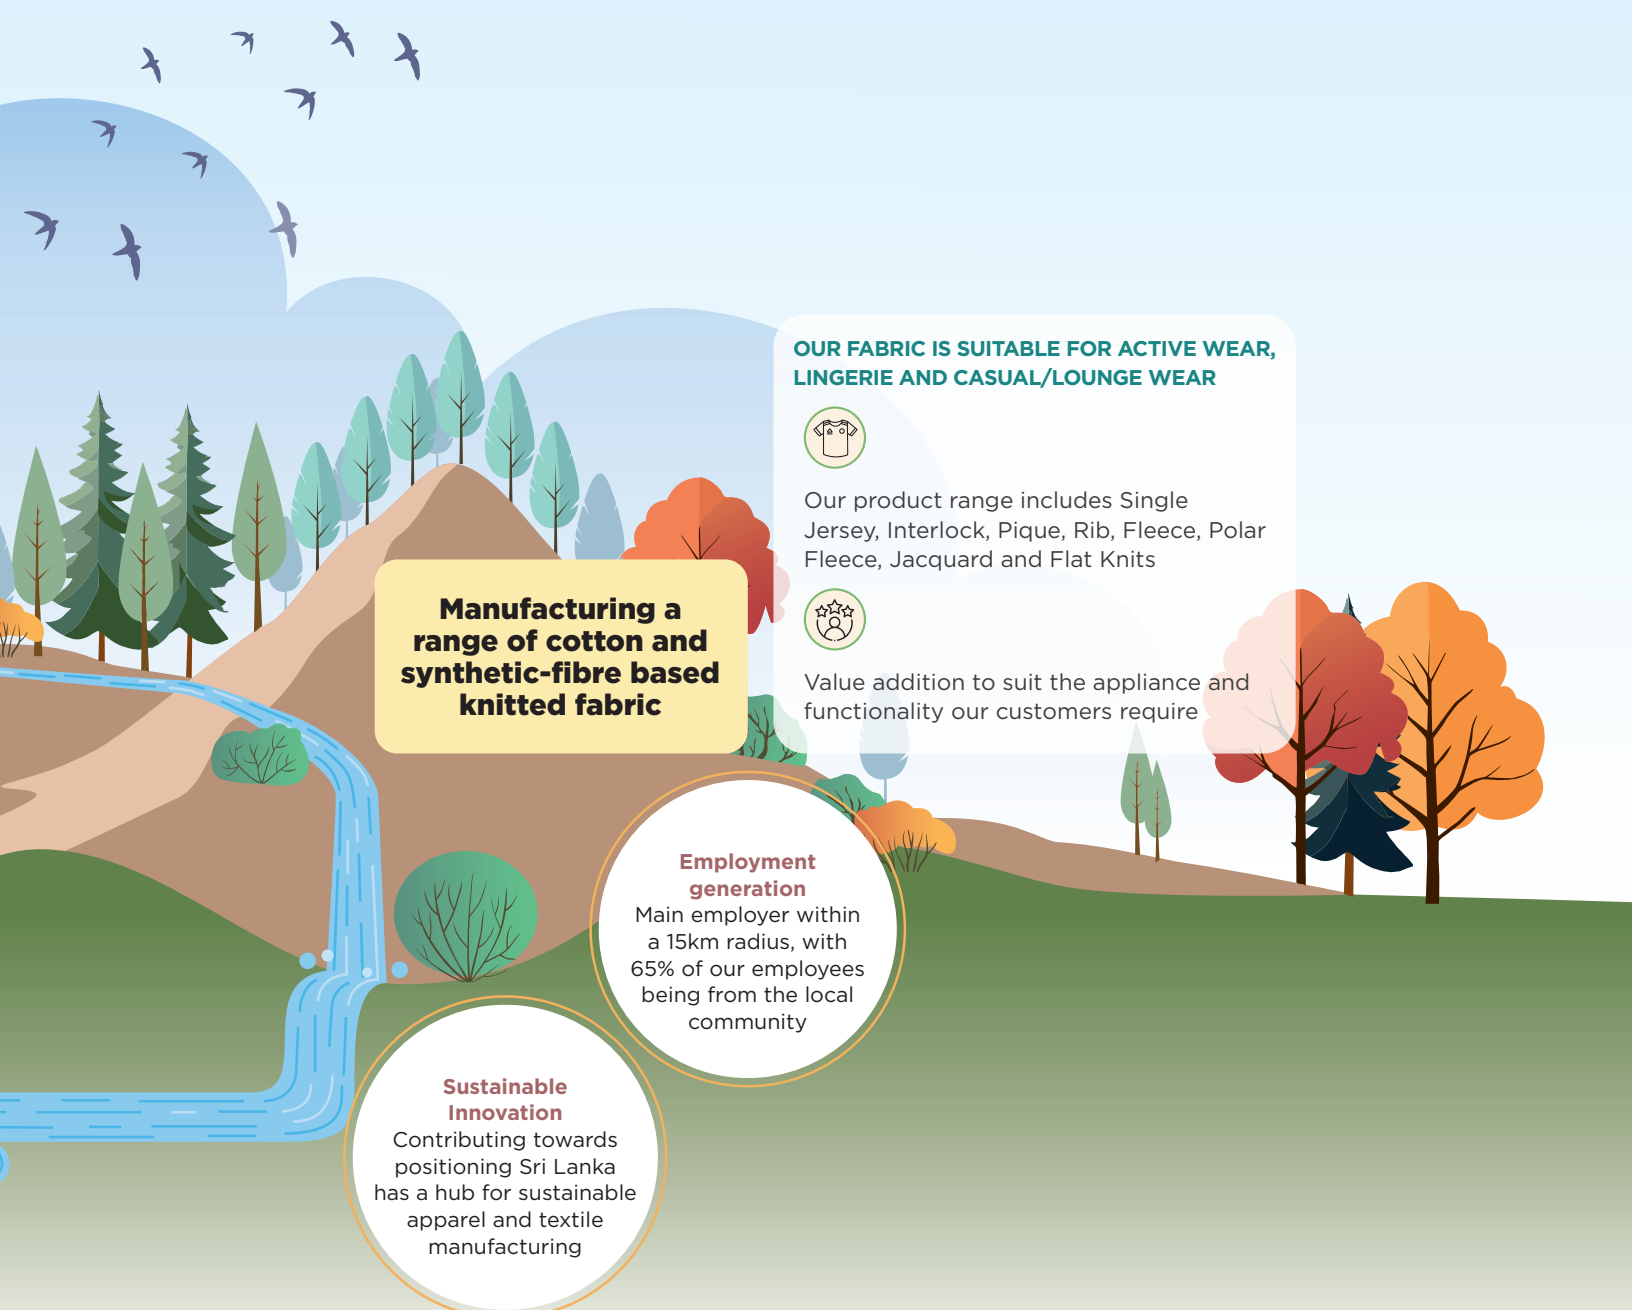 OUR FABRIC IS SUITABLE FOR ACTIVE WEAR,
LINGERIE AND CASUAL/LOUNGE WEAR
Our product range includes Single
Jersey, Interlock, Pique, Rib, Fleece, Polar
Fleece, Jacquard and Flat Knits
Value addition to suit the appliance and
functionality our customers require
Manufacturing a
range of cotton and
synthetic-fibre based
knitted fabric
Employment
generation
Main employer within
a 15km radius, with
65% of our employees
being from the local
community
Sustainable
Innovation
Contributing towards
positioning Sri Lanka
has a hub for sustainable
apparel and textile
manufacturing